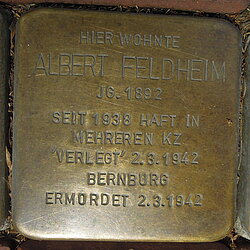 HIER WOHNTE
ALBERT FELDHEIM
JG. 1892
SEIT 1938 HAFT IN
MEHREREN KZ
"VERLEGT" 2.3.1942
BERNBURG
ERMORDET 2.3.1942